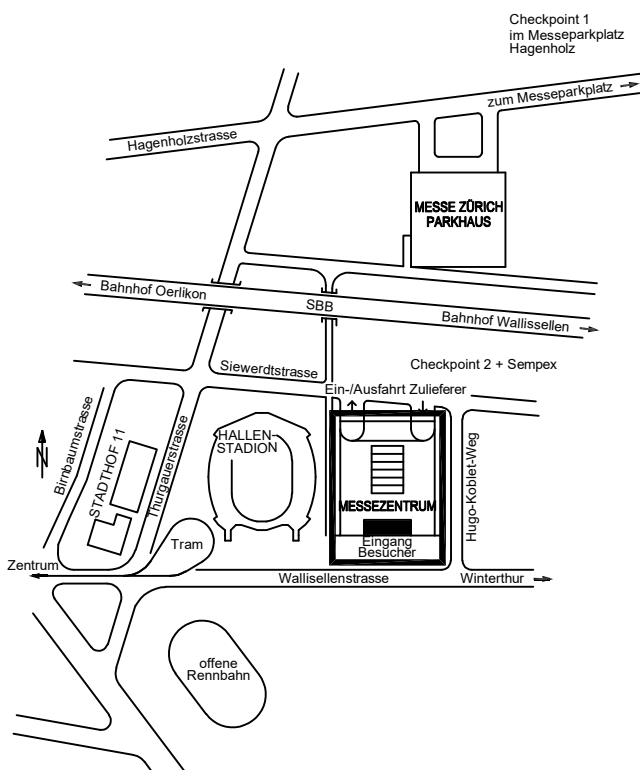 Checkpoint 1
im Messeparkplatz
Hagenholz
zum Messeparkplatz
Hagenholzstrasse
MESSE ZÜRICH
PARKHAUS
Bahnhof Oerlikon
SBB
Bahnhof Wallissellen
Siewerdtstrasse
Checkpoint 2 + Sempex
Ein-/Ausfahrt Zulieferer
Birnbaumstrasse
STADTHOF 11
Thurgauerstrasse
HALLEN-
STADION
MESSEZENTRUM
Hugo-Koblet-Weg
N
Eingang
Besucher
Tram
Zentrum
Wallisellenstrasse
Winterthur
offene
Rennbahn